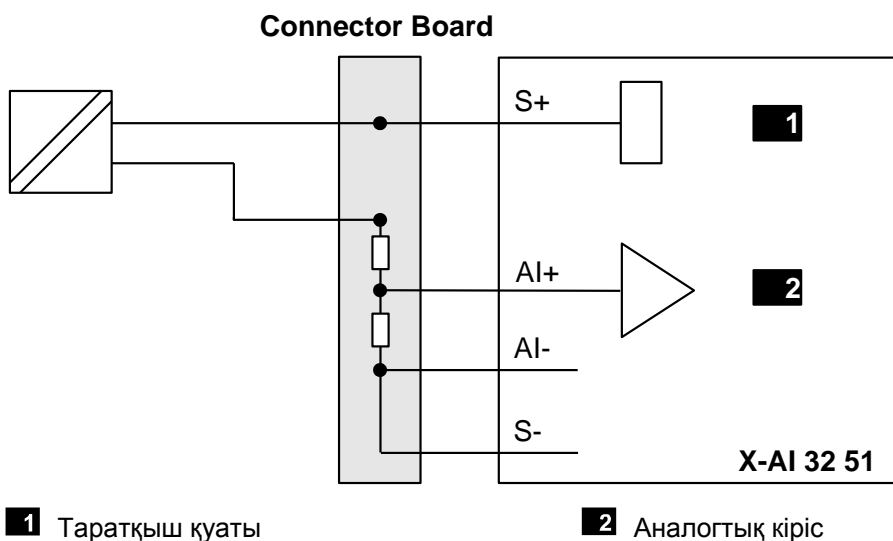 Connector Board
S+
1
AI+
2
AI-
S-
X-AI 32 51
1 Таратқыш қуаты
2 Аналогтық кіріс